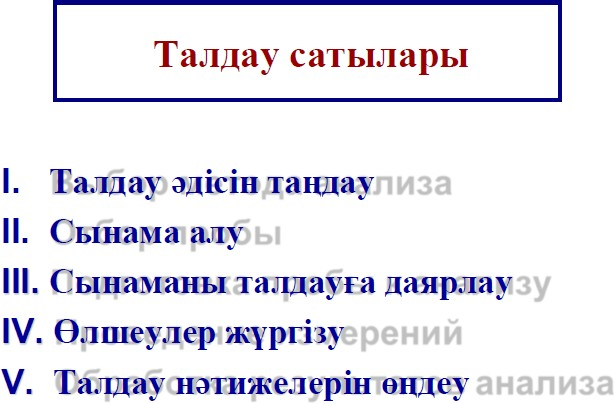 Талдау сатылары
I. Талдау әдісін таңдау
II. Сынама алу
III. Сынаманы талдауға даярлау
IV. Өлшеулер жүргізу
V. Талдау нәтижелерін өңдеу